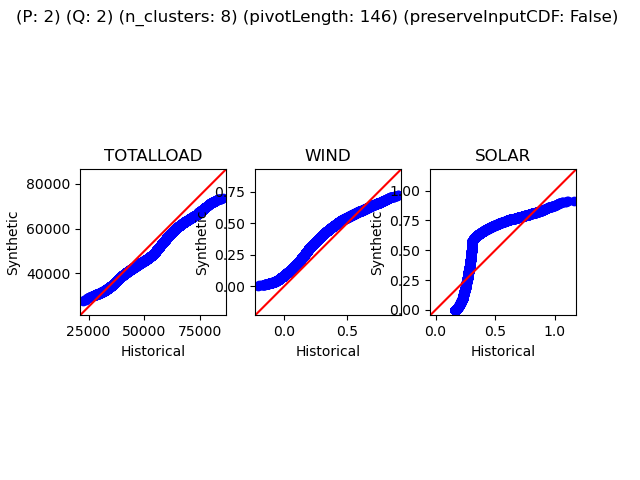 (P: 2) (Q: 2) (n_clusters: 8) (pivotLength: 146) (preserveInputCDF: False)
TOTALLOAD
WIND
SOLAR
80000
60000
40000
Synthetic
25000
50000
75000
Historical
0.75
0.50
0.25
0.00
Synthetic
0.0
0.5
Historical
1.00
0.75
0.50
0.25
0.00
Synthetic
0.0
0.5
1.0
Historical